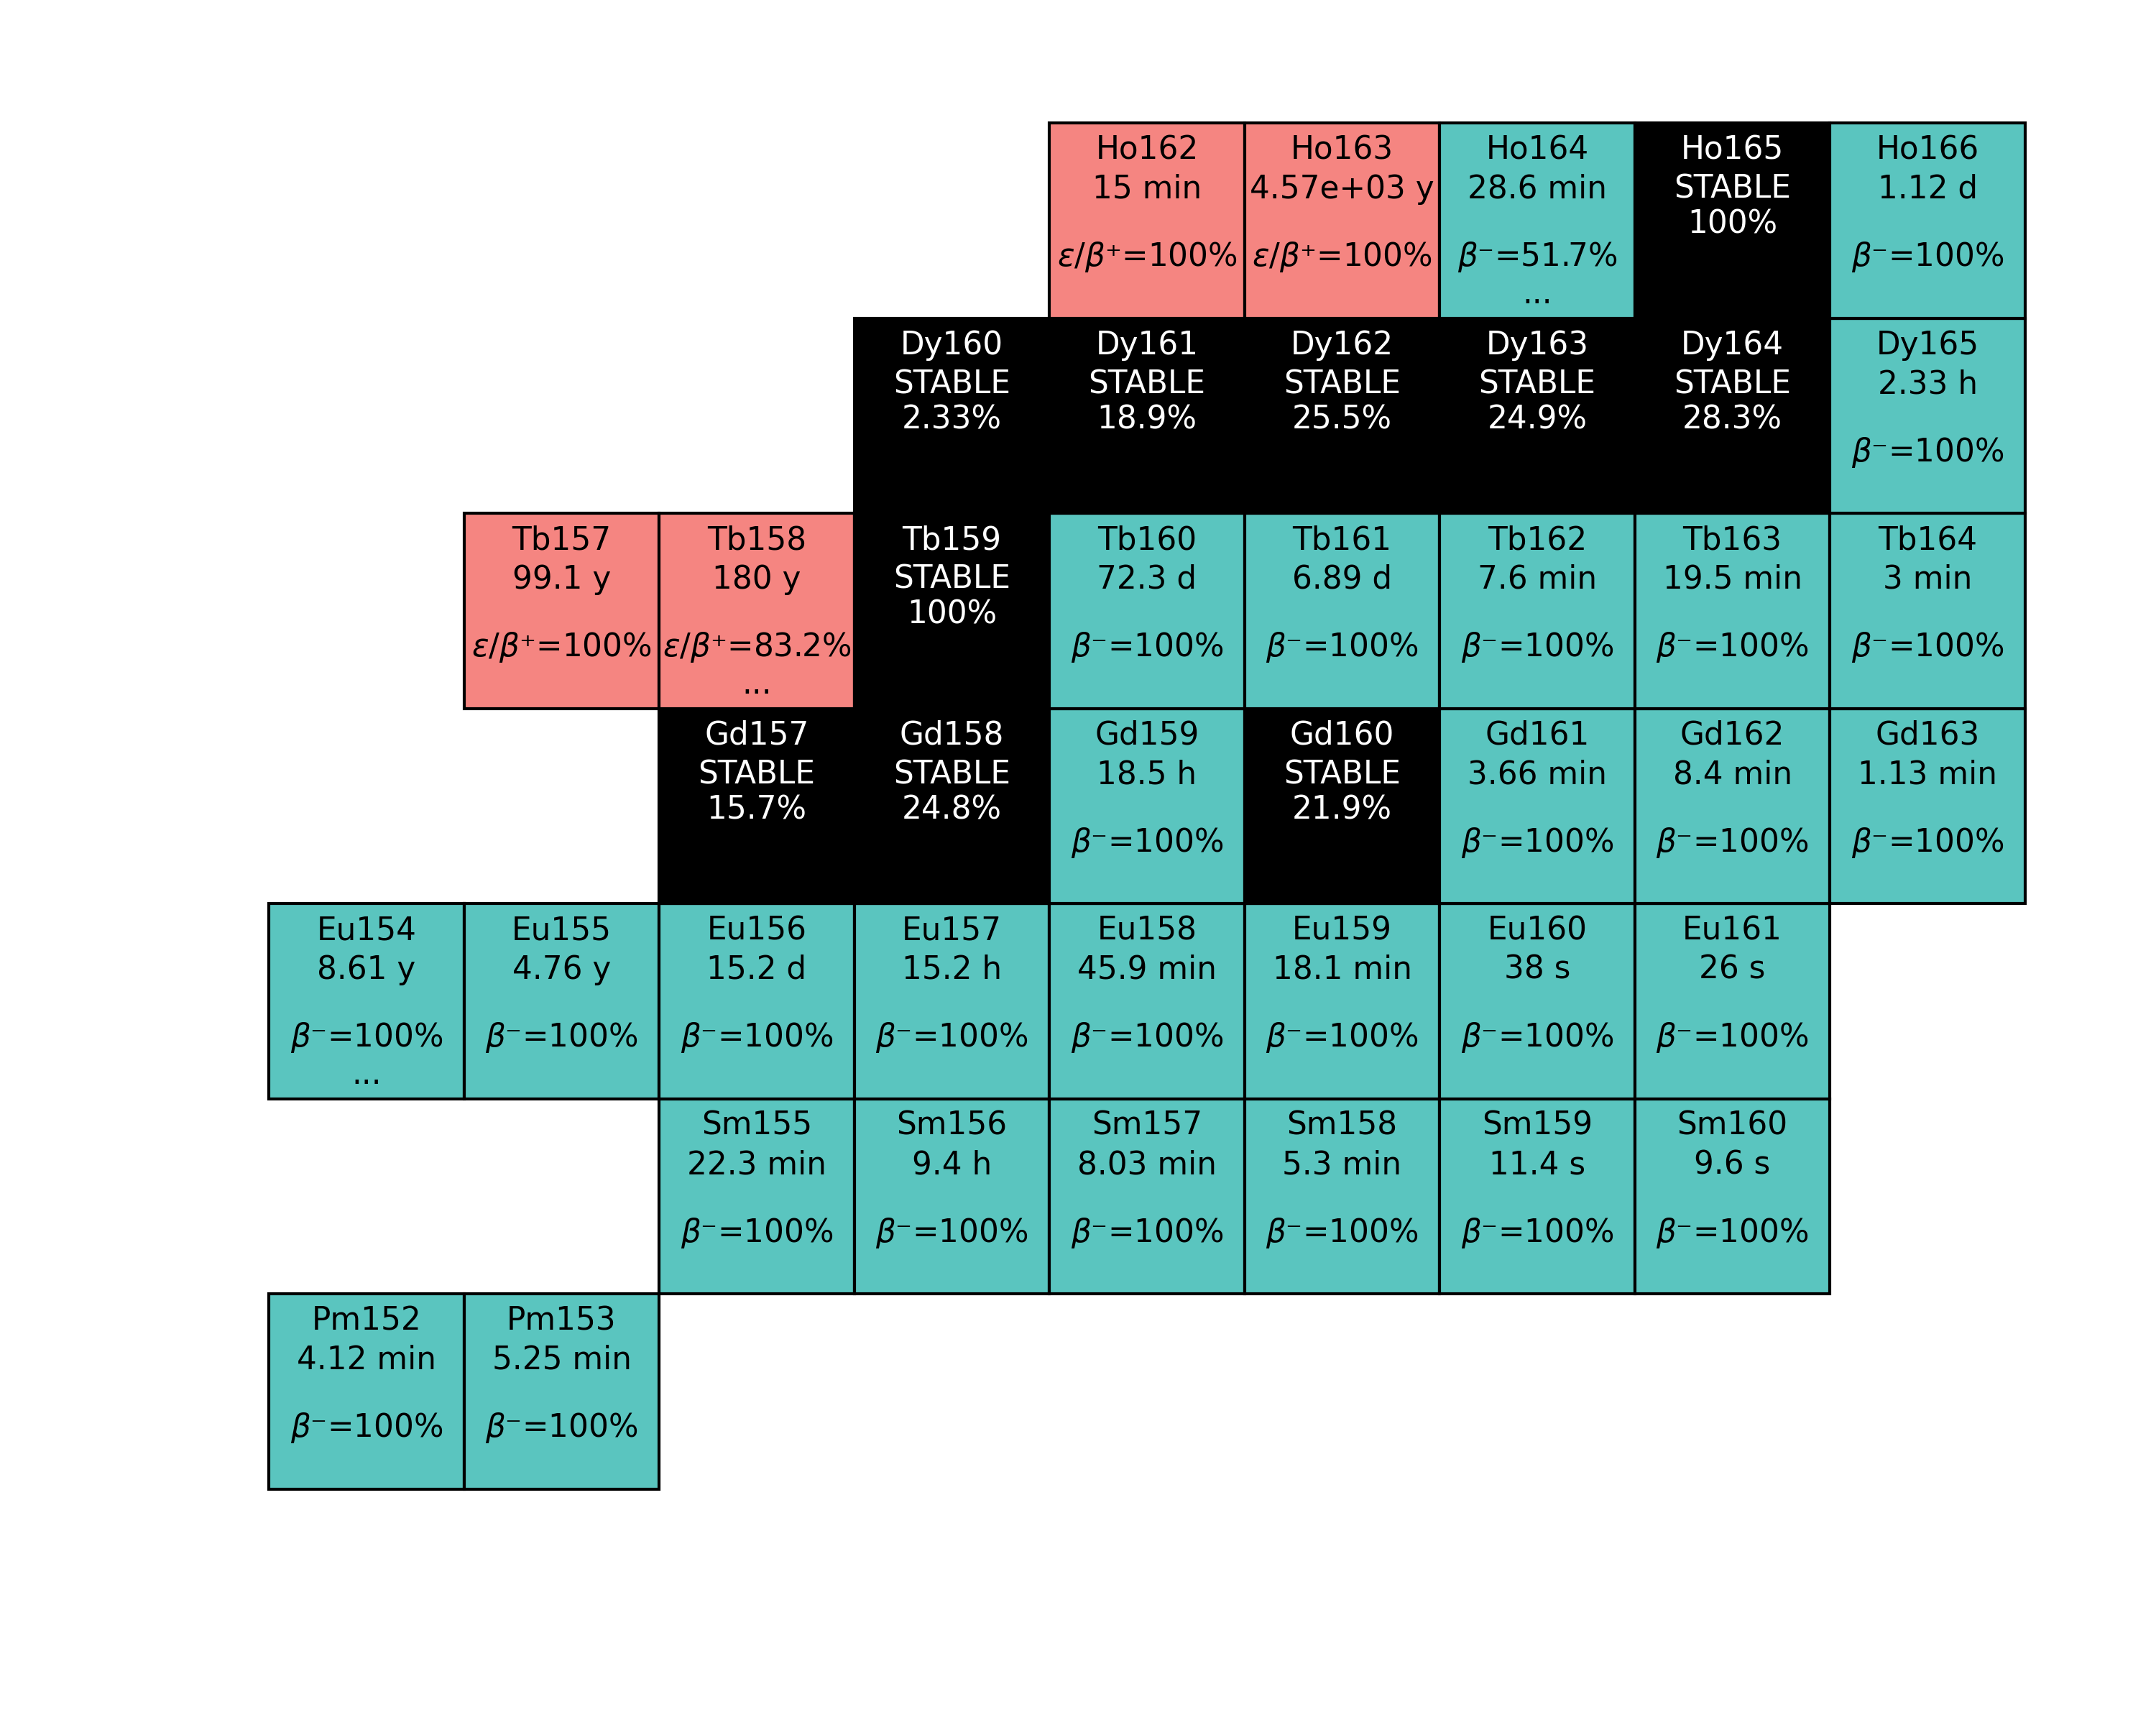 Ho162
15 min
ε/β⁺=100%
Ho163
4.57e+03 y
ε/β⁺=100%
Ho164
28.6 min
β⁻=51.7%
...
Ho165
STABLE
100%
Ho166
1.12 d
β⁻=100%
Dy160
STABLE
2.33%
Dy161
STABLE
18.9%
Dy162
STABLE
25.5%
Dy163
STABLE
24.9%
Dy164
STABLE
28.3%
Dy165
2.33 h
β⁻=100%
Tb157
99.1 y
ε/β⁺=100%
Tb158
180 y
ε/β⁺=83.2%
...
Tb159
STABLE
100%
Tb160
72.3 d
β⁻=100%
Tb161
6.89 d
β⁻=100%
Tb162
7.6 min
β⁻=100%
Tb163
19.5 min
β⁻=100%
Tb164
3 min
β⁻=100%
Gd157
STABLE
15.7%
Gd158
STABLE
24.8%
Gd159
18.5 h
β⁻=100%
Gd160
STABLE
21.9%
Gd161
3.66 min
β⁻=100%
Gd162
8.4 min
β⁻=100%
Gd163
1.13 min
β⁻=100%
Eu154
8.61 y
β⁻=100%
...
Eu155
4.76 y
β⁻=100%
Eu156
15.2 d
β⁻=100%
Eu157
15.2 h
β⁻=100%
Eu158
45.9 min
β⁻=100%
Eu159
18.1 min
β⁻=100%
Eu160
38 s
β⁻=100%
Eu161
26 s
β⁻=100%
Sm155
22.3 min
β⁻=100%
Sm156
9.4 h
β⁻=100%
Sm157
8.03 min
β⁻=100%
Sm158
5.3 min
β⁻=100%
Sm159
11.4 s
β⁻=100%
Sm160
9.6 s
β⁻=100%
Pm152
4.12 min
β⁻=100%
Pm153
5.25 min
β⁻=100%